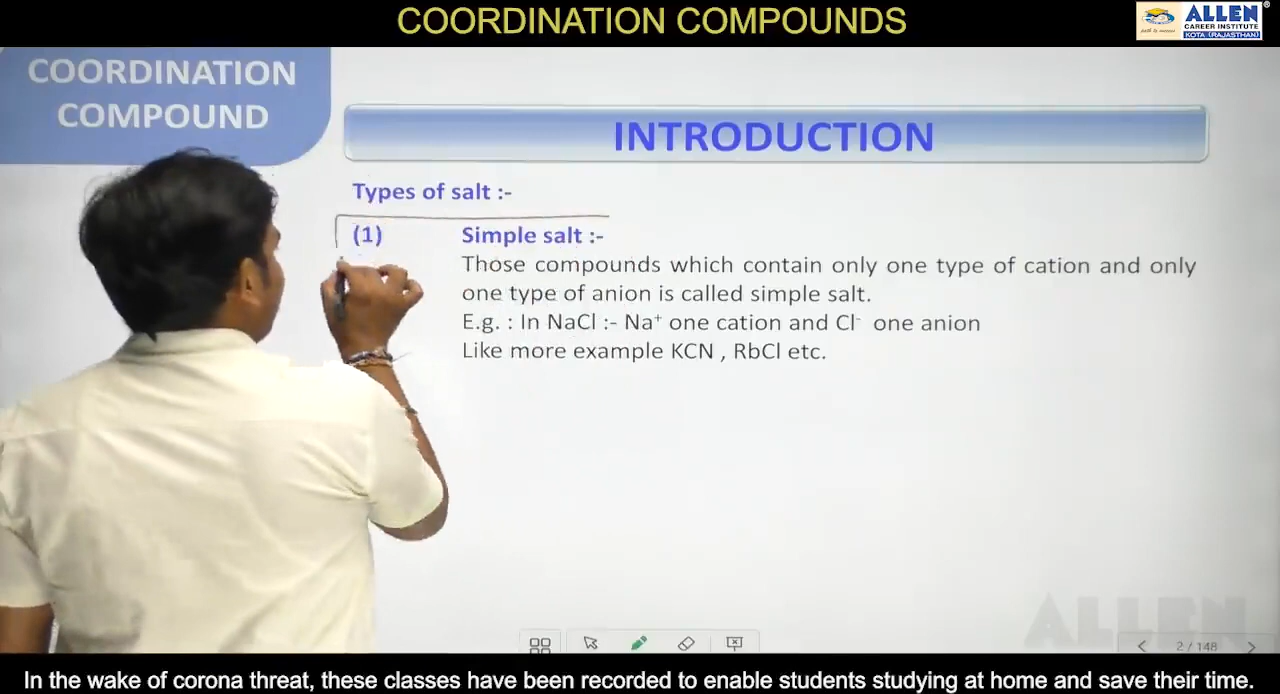 COORDINATION COMPOUNDS
ALLEN
CAREER INSTITUTE
KOTA (RAJASTHAN)
COORDINATION
COMPOUND
INTRODUCTION
Types of salt :-
(1) Simple salt :-
Those compounds which contain only one type of cation and only
one type of anion is called simple salt.
E.g. : In NaCl :- Na⁺ one cation and Cl⁻ one anion
Like more example KCN , RbCl etc.
ALLEN
2 / 148
In the wake of corona threat, these classes have been recorded to enable students studying at home and save their time.